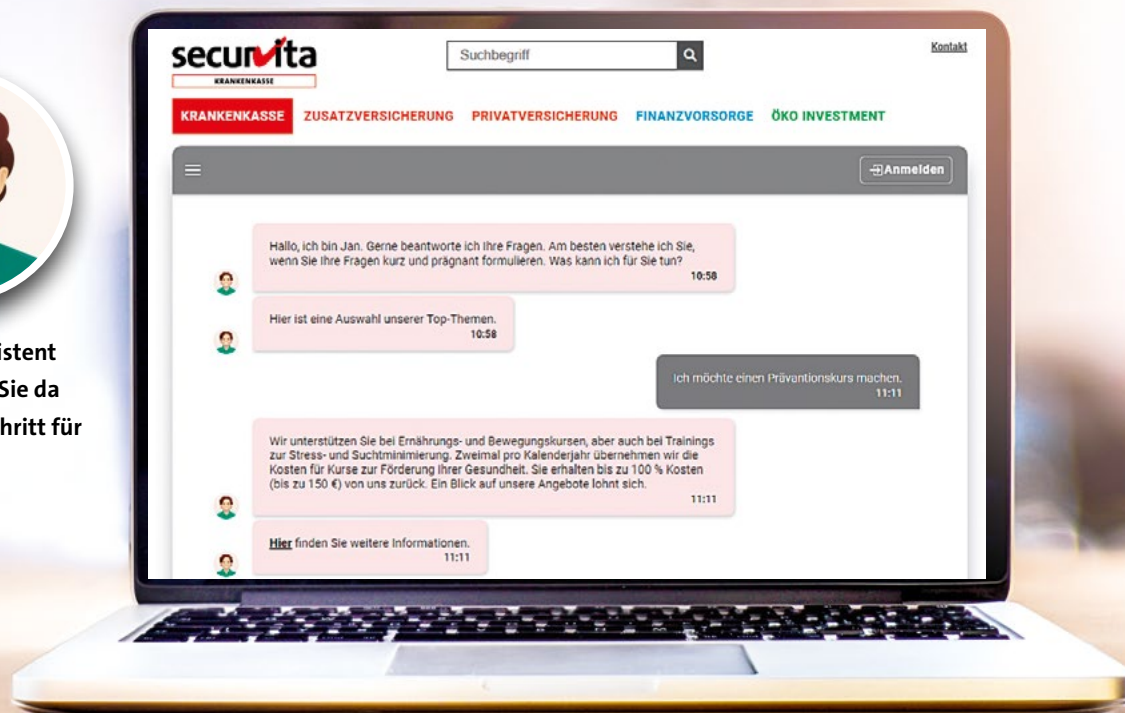 securvita
KRANKENKASSE
Suchbegriff
Kontakt
KRANKENKASSE ZUSATZVERSICHERUNG PRIVATVERSICHERUNG FINANZVORSORGE ÖKO INVESTMENT
Anmelden
Hallo, ich bin Jan. Gerne beantworte ich Ihre Fragen. Am besten verstehe ich Sie,
wenn Sie Ihre Fragen kurz und prägnant formulieren. Was kann ich für Sie tun?
10:58
Hier ist eine Auswahl unserer Top-Themen.
10:58
Ich möchte einen Prävantionskurs machen.
11:11
Wir unterstützen Sie bei Ernährungs- und Bewegungskursen, aber auch bei Trainings
zur Stress- und Suchtminimierung. Zweimal pro Kalenderjahr übernehmen wir die
Kosten für Kurse zur Förderung Ihrer Gesundheit. Sie erhalten bis zu 100 % Kosten
(bis zu 150 €) von uns zurück. Ein Blick auf unsere Angebote lohnt sich.
11:11
Hier finden Sie weitere Informationen.
11:11
istent
Sie da
hritt für